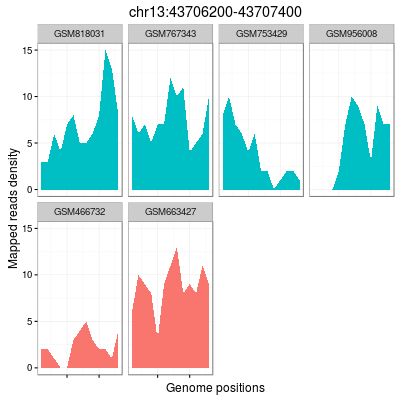 chr13:43706200-43707400
GSM818031 GSM767343 GSM753429 GSM956008
15
10
5
0
GSM466732 GSM663427
15
10
5
0
Mapped reads density
Genome positions